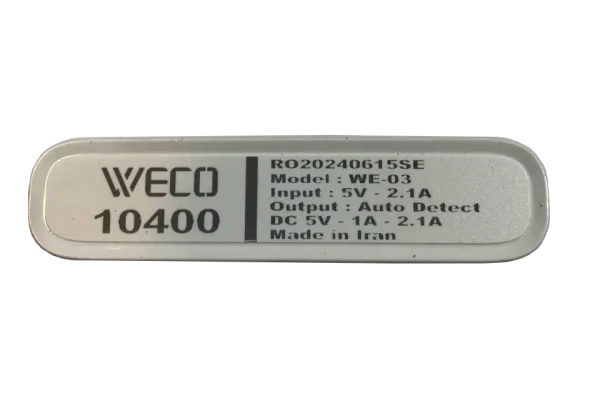 WECO
10400
RO20240615SE
Model : WE-03
Input : 5V - 2.1A
Output : Auto Detect
DC 5V - 1A - 2.1A
Made in Iran